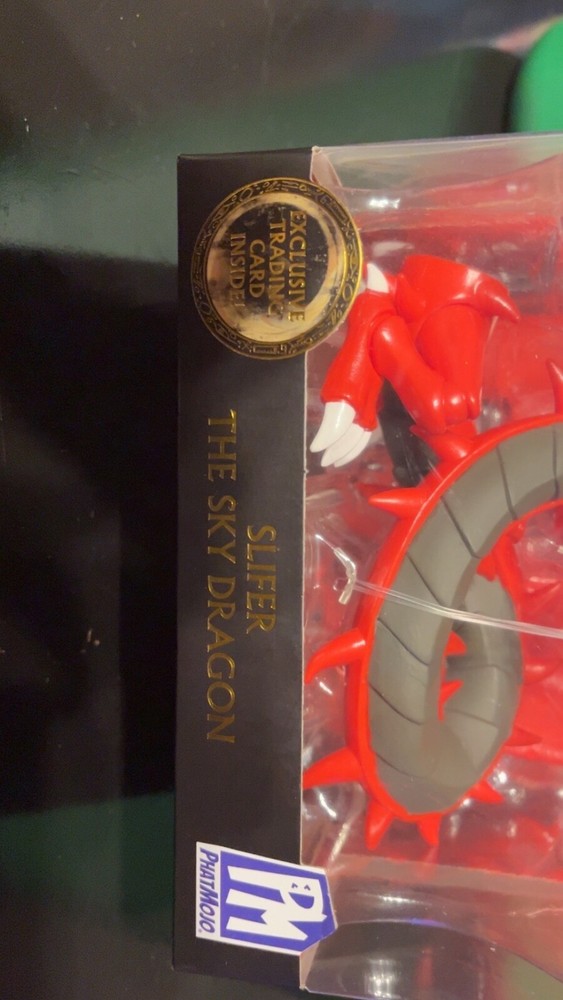 EXCLUSIVE
TRADING
CARD
INSIDE!
SLIFER
THE SKY DRAGON
PM
PHATMOJO